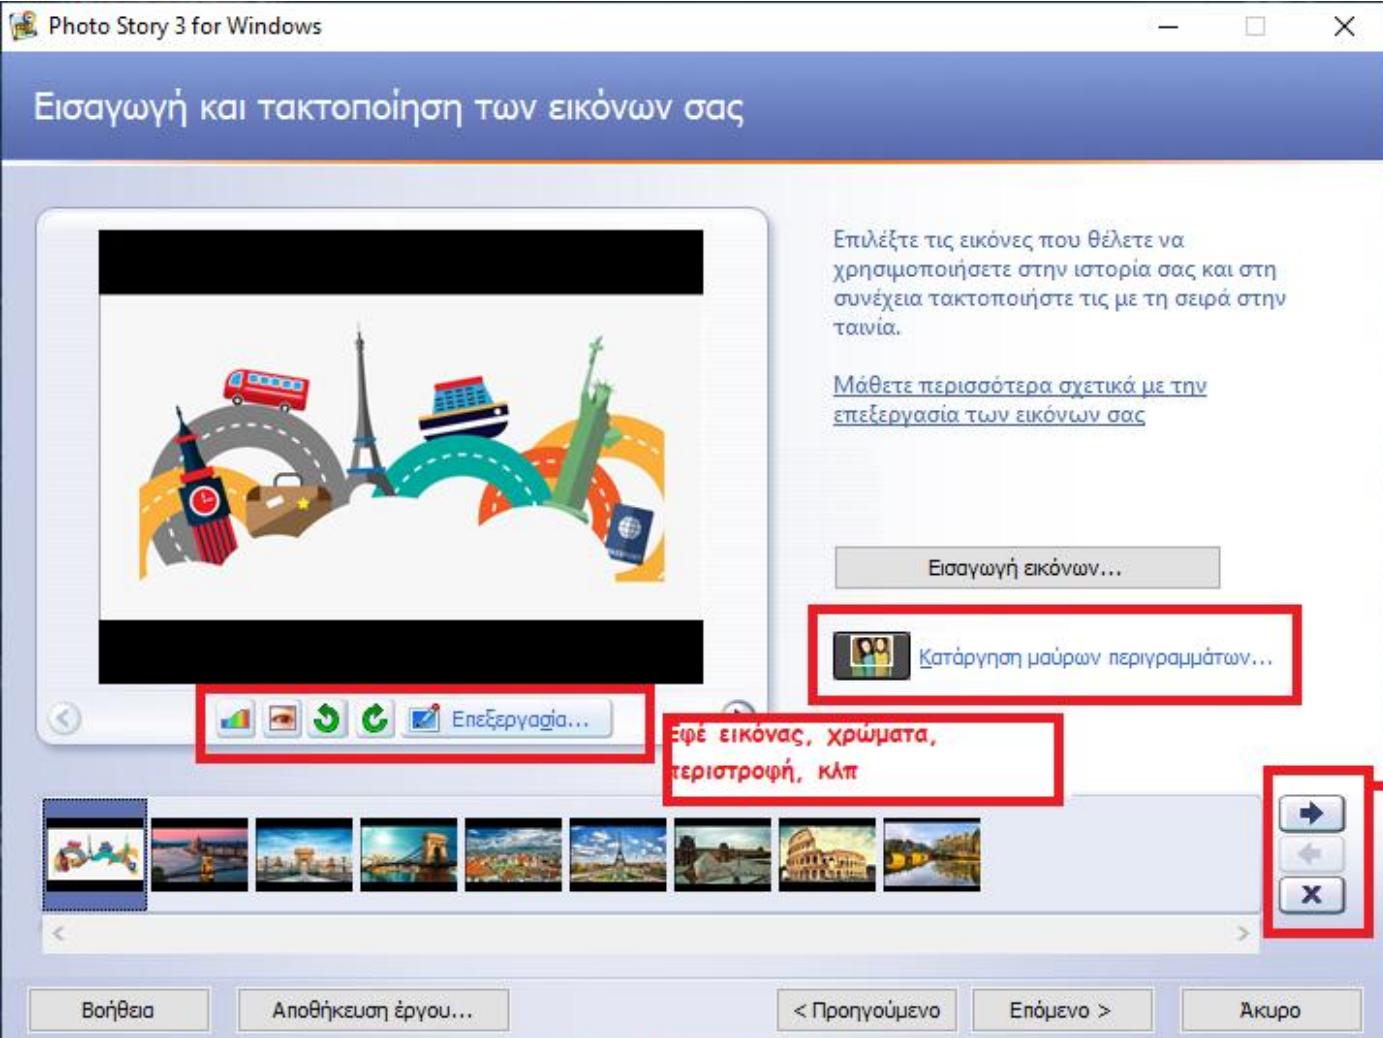 Photo Story 3 for Windows
Εισαγωγή και τακτοποίηση των εικόνων σας
Επιλέξτε τις εικόνες που θέλετε να
χρησιμοποιήσετε στην ιστορία σας και στη
συνέχεια τακτοποιήστε τις με τη σειρά στην
ταινία.
Μάθετε περισσότερα σχετικά με την
επεξεργασία των εικόνων σας
Εισαγωγή εικόνων...
Κατάργηση μαύρων περιγραμμάτων...
Επεξεργασία...
Εφέ εικόνας, χρώματα,
περιστροφή, κλπ
Βοήθεια
Αποθήκευση έργου...
< Προηγούμενο
Επόμενο >
Άκυρο